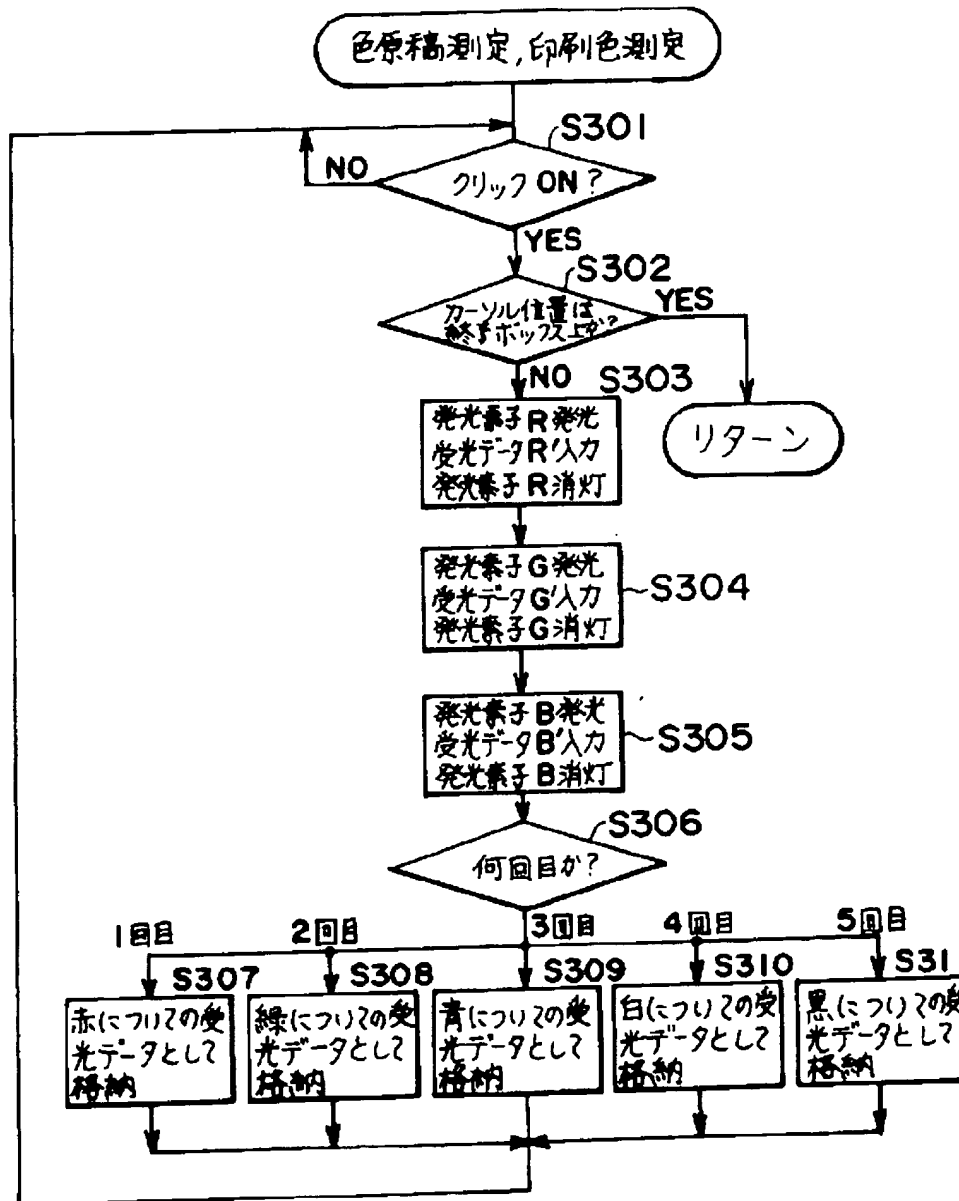 色原稿測定,印刷色測定
S301
NO
クリックON?
YES
S302
カーソル位置は
終了ボックス上か?
YES
NO
S303
発光素子R発光
受光データR'入力
発光素子R消灯
リターン
発光素子G発光
受光データG'入力
発光素子G消灯
S304
発光素子B発光
受光データB'入力
発光素子B消灯
S305
S306
何回目か?
1回目
2回目
3回目
4回目
5回目
S307
S308
S309
S310
S31
赤についての受
光データとして
格納
緑についての受
光データとして
格納
青についての受
光データとして
格納
白についての受
光データとして
格納
黒についての受
光データとして
格納